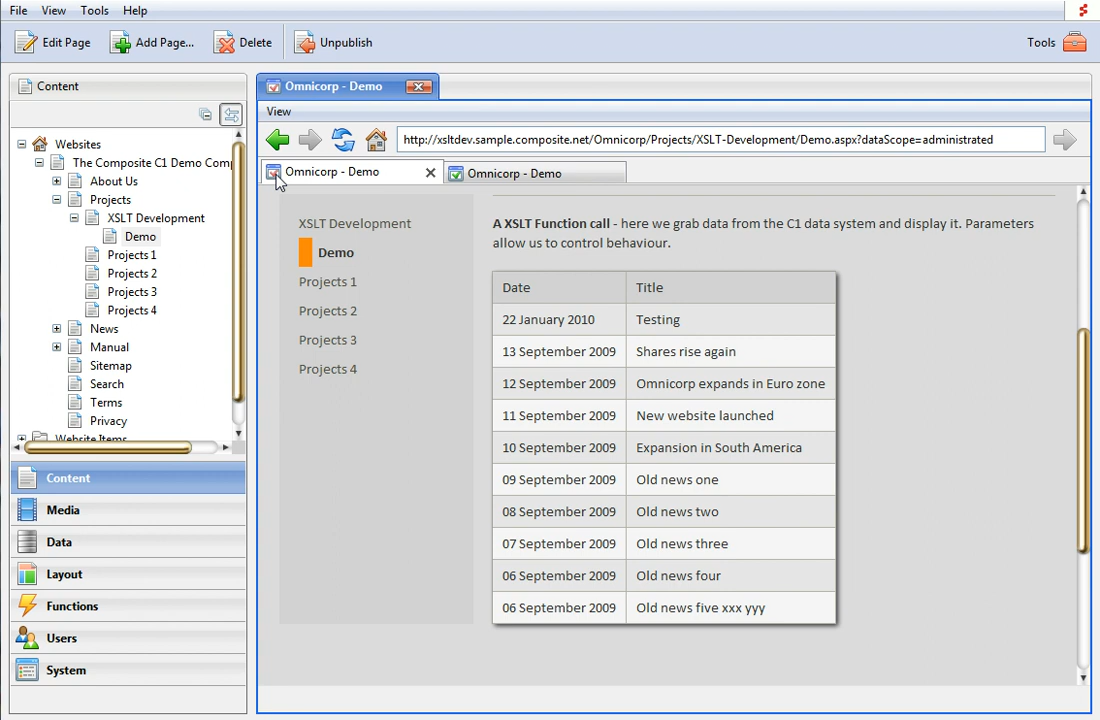 File View Tools Help
Edit Page Add Page... Delete Unpublish Tools
Content
Websites
The Composite C1 Demo Comp
About Us
Projects
XSLT Development
Demo
Projects 1
Projects 2
Projects 3
Projects 4
News
Manual
Sitemap
Search
Terms
Privacy
Website Items
Content
Media
Data
Layout
Functions
Users
System
Omnicorp - Demo
View
http://xsltdev.sample.composite.net/Omnicorp/Projects/XSLT-Development/Demo.aspx?dataScope=administrated
Omnicorp - Demo Omnicorp - Demo
XSLT Development
Demo
Projects 1
Projects 2
Projects 3
Projects 4
A XSLT Function call - here we grab data from the C1 data system and display it. Parameters
allow us to control behaviour.
Date Title
22 January 2010 Testing
13 September 2009 Shares rise again
12 September 2009 Omnicorp expands in Euro zone
11 September 2009 New website launched
10 September 2009 Expansion in South America
09 September 2009 Old news one
08 September 2009 Old news two
07 September 2009 Old news three
06 September 2009 Old news four
06 September 2009 Old news five xxx yyy